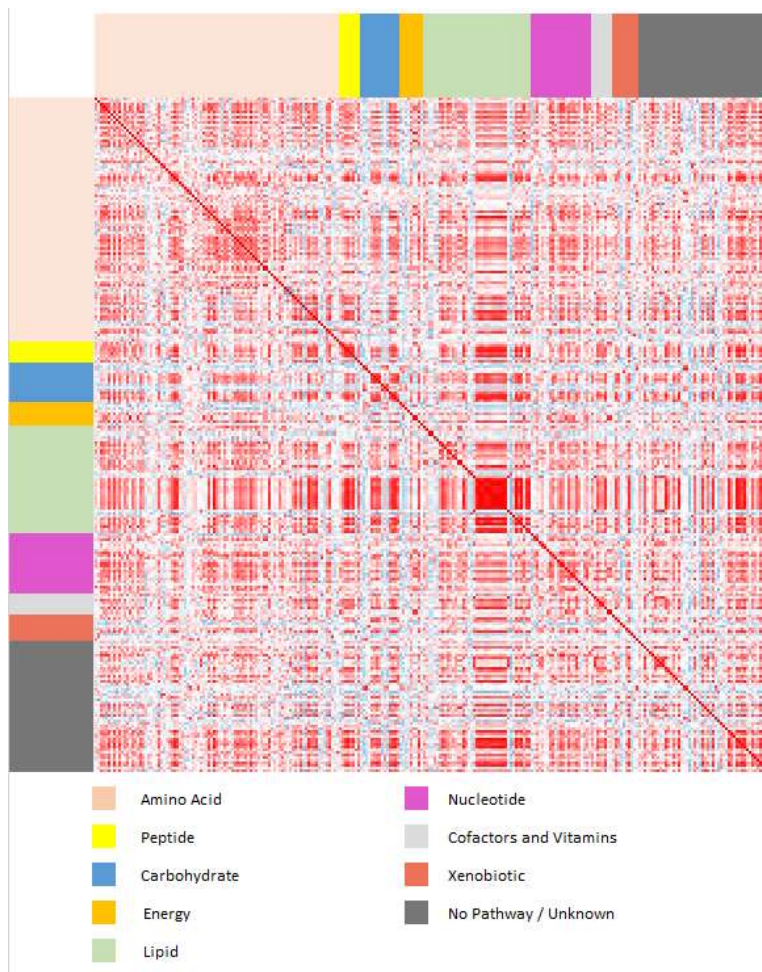 Amino Acid
Nucleotide
Peptide
Cofactors and Vitamins
Carbohydrate
Xenobiotic
Energy
No Pathway / Unknown
Lipid